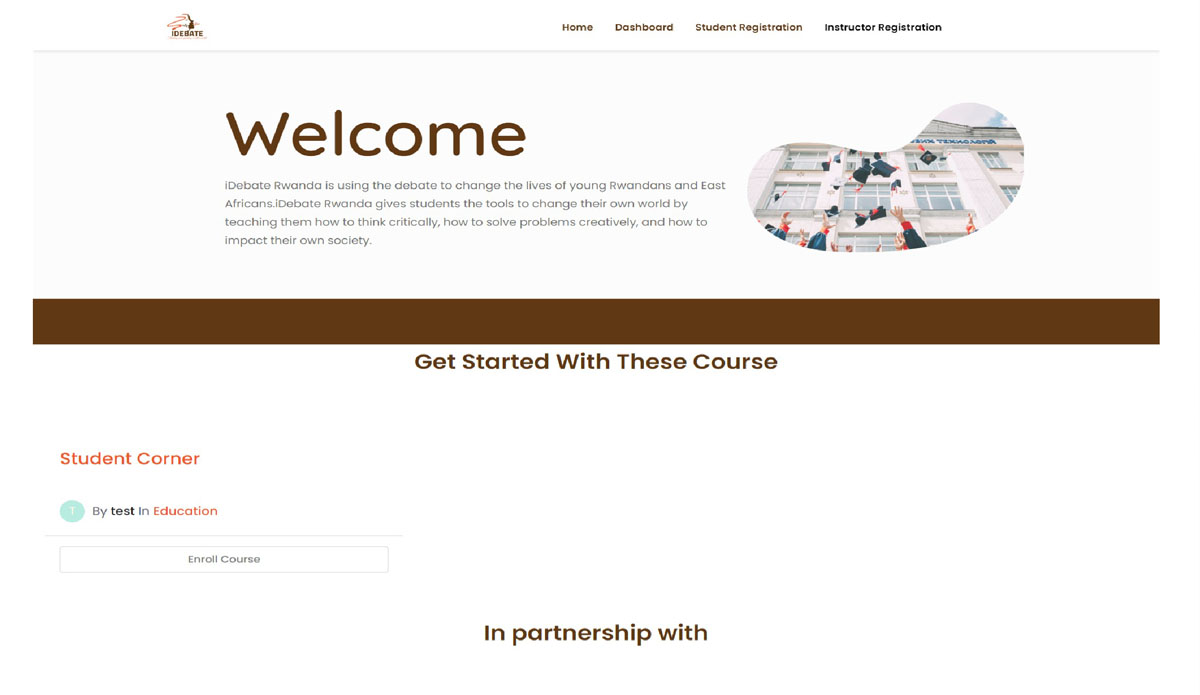 iDEBATE
Home
Dashboard
Student Registration
Instructor Registration
Welcome
iDebate Rwanda is using the debate to change the lives of young Rwandans and East
Africans.iDebate Rwanda gives students the tools to change their own world by
teaching them how to think critically, how to solve problems creatively, and how to
impact their own society.
Get Started With These Course
Student Corner
T
By test In Education
Enroll Course
In partnership with